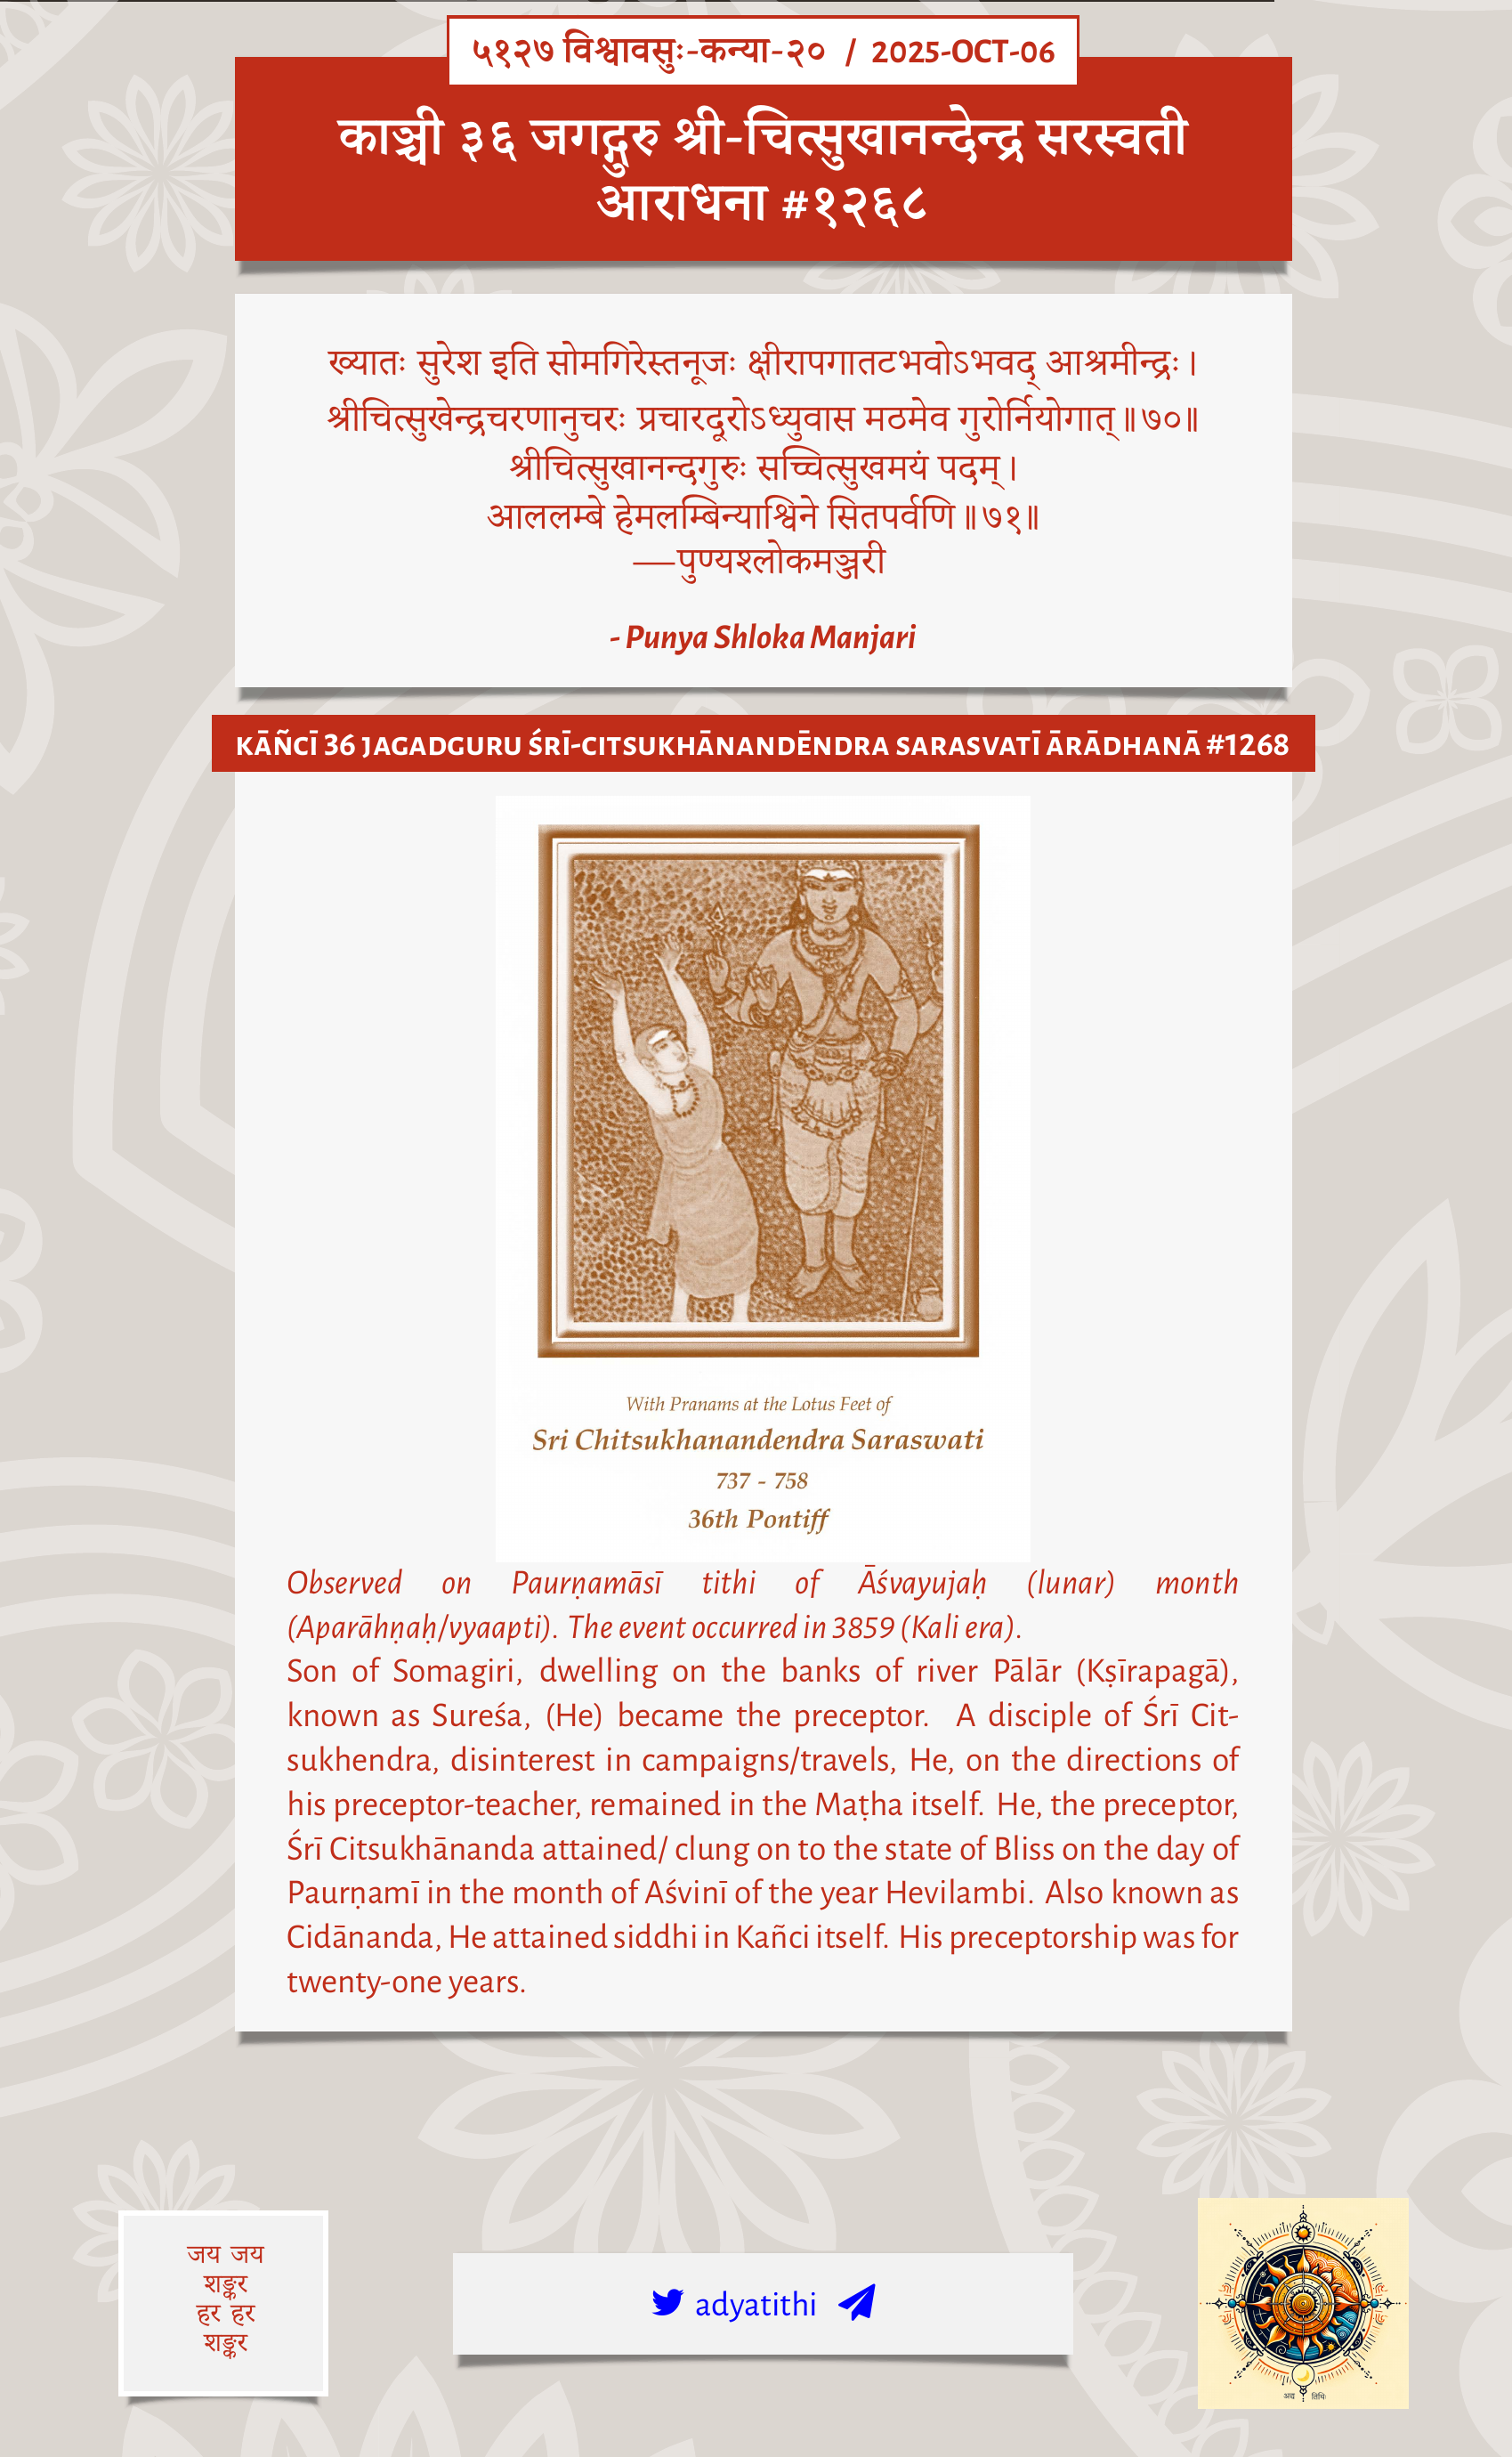 ५१२७ विश्वावसुः-कन्या-२० / 2025-OCT-06
काञ्ची ३६ जगद्गुरु श्री-चित्सुखानन्देन्द्र सरस्वती
आराधना #१२६८
ख्यातः सुरेश इति सोमगिरेस्तनूजः क्षीरापगातटभवोऽभवद् आश्रमीन्द्रः।
श्रीचित्सुखेन्द्रचरणानुचरः प्रचारदूरोऽध्युवास मठमेव गुरोर्नियोगात्॥७०॥
श्रीचित्सुखानन्दगुरुः सच्चित्सुखमयं पदम्।
आललम्बे हेमलम्बिन्याश्विने सितपर्वणि॥७१॥
—पुण्यश्लोकमञ्जरी
- Punya Shloka Manjari
KĀÑCĪ 36 JAGADGURU ŚRĪ-CITSUKHĀNANDĒNDRA SARASVATĪ ĀRĀDHANĀ #1268
With Pranams at the Lotus Feet of
Sri Chitsukhanandendra Saraswati
737 - 758
36th Pontiff
Observed on Paurṇamāsī tithi of Āśvayujaḥ (lunar) month
(Aparāhṇaḥ/vyaapti). The event occurred in 3859 (Kali era).
Son of Somagiri, dwelling on the banks of river Pālār (Kṣīrapagā),
known as Sureśa, (He) became the preceptor. A disciple of Śrī Cit-
sukhendra, disinterest in campaigns/travels, He, on the directions of
his preceptor-teacher, remained in the Maṭha itself. He, the preceptor,
Śrī Citsukhānanda attained/ clung on to the state of Bliss on the day of
Paurṇamī in the month of Aśvinī of the year Hevilambi. Also known as
Cidānanda, He attained siddhi in Kañci itself. His preceptorship was for
twenty-one years.
जय जय
शङ्कर
हर हर
शङ्कर
adyatithi
अद्य तिथिः